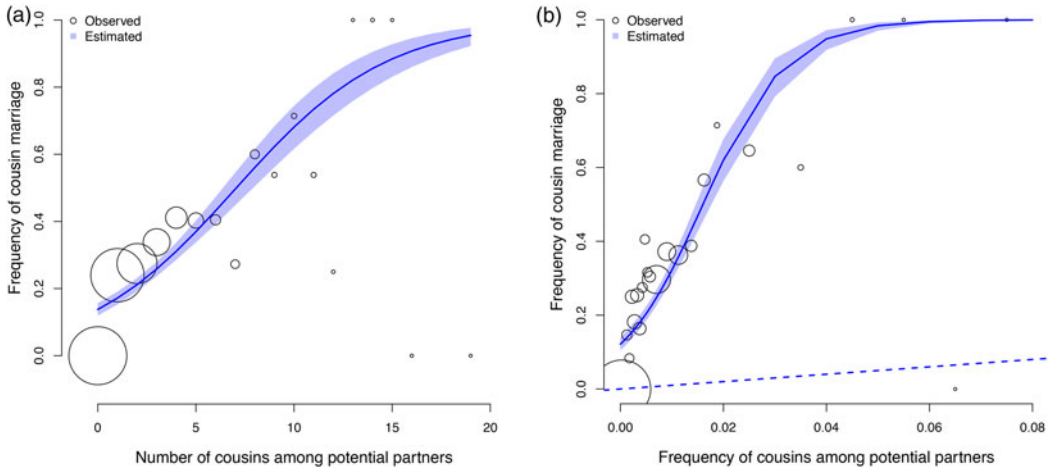 (a)
Observed
Estimated
Frequency of cousin marriage
1.0
0.8
0.6
0.4
0.2
0.0
0 5 10 15 20
Number of cousins among potential partners
(b)
Observed
Estimated
Frequency of cousin marriage
1.0
0.8
0.6
0.4
0.2
0.0
0.00 0.02 0.04 0.06 0.08
Frequency of cousins among potential partners